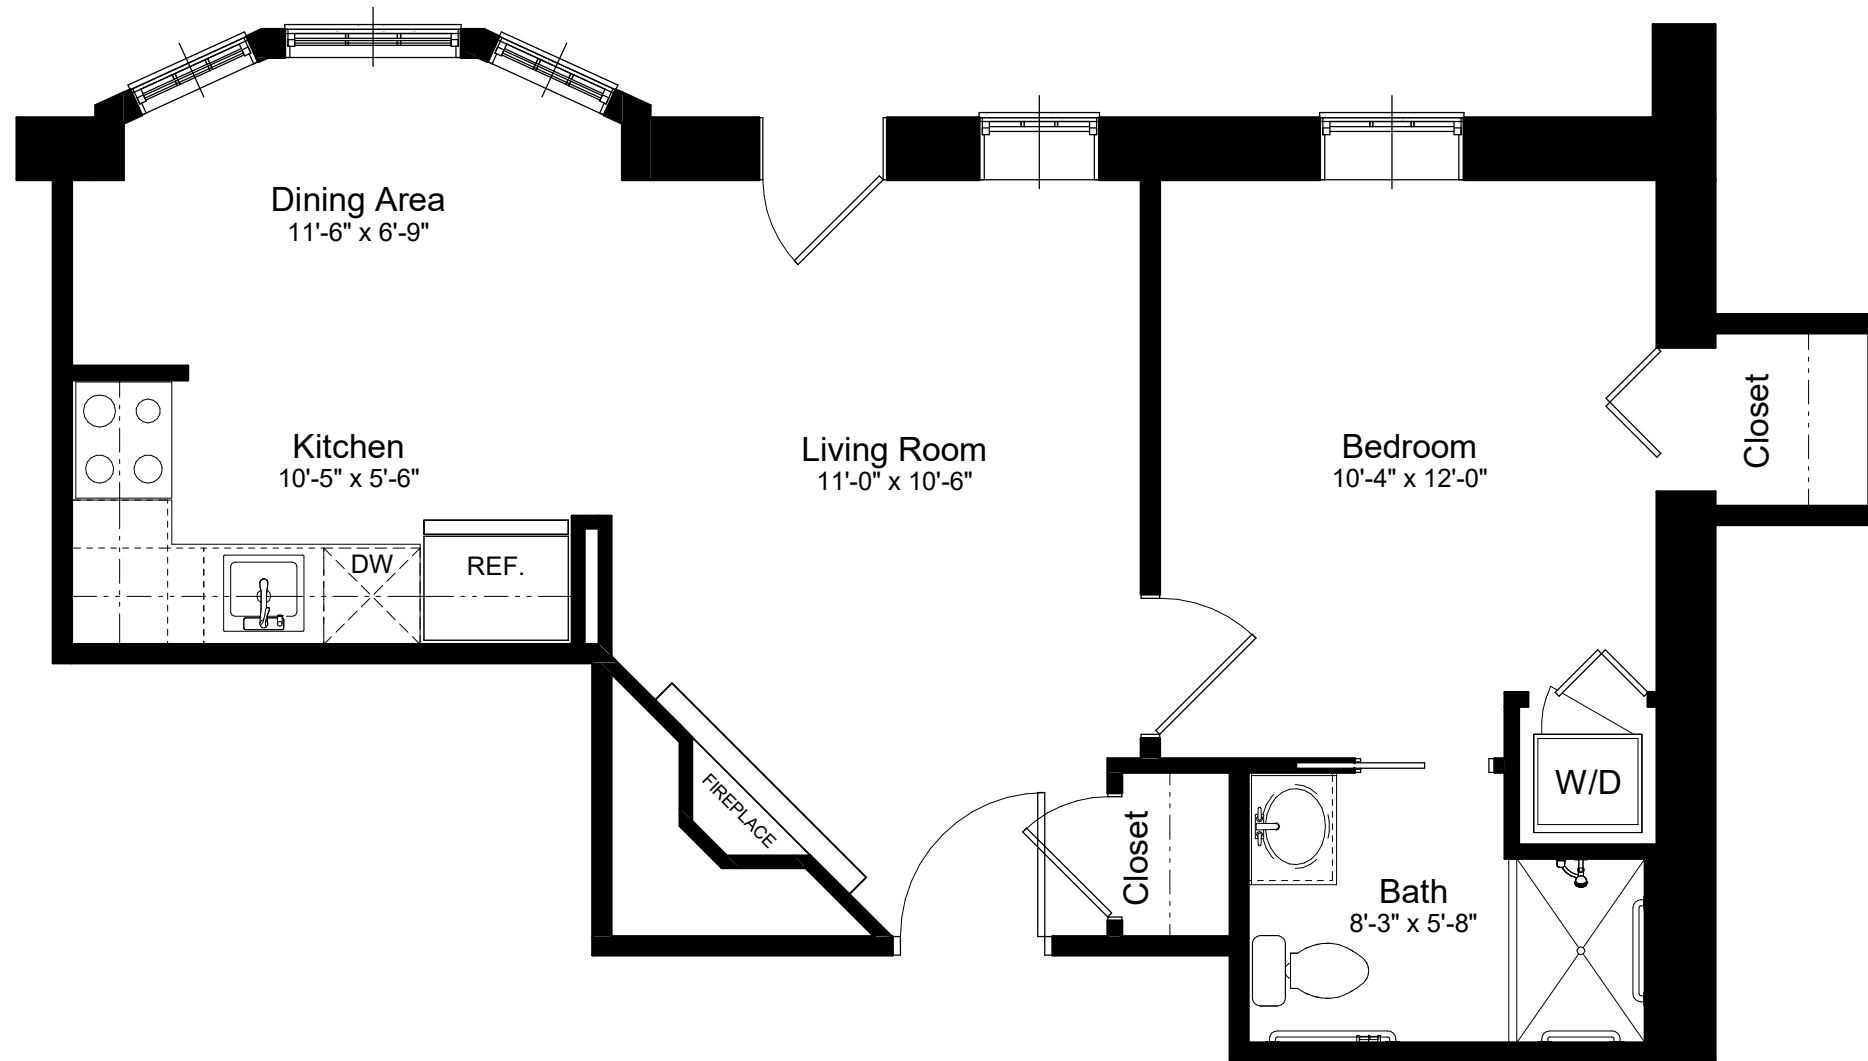 Dining Area
11'-6" x 6'-9"
Kitchen
10'-5" x 5'-6"
Living Room
11'-0" x 10'-6"
Bedroom
10'-4" x 12'-0"
Closet
DW
REF.
FIREPLACE
W/D
Closet
Bath
8'-3" x 5'-8"